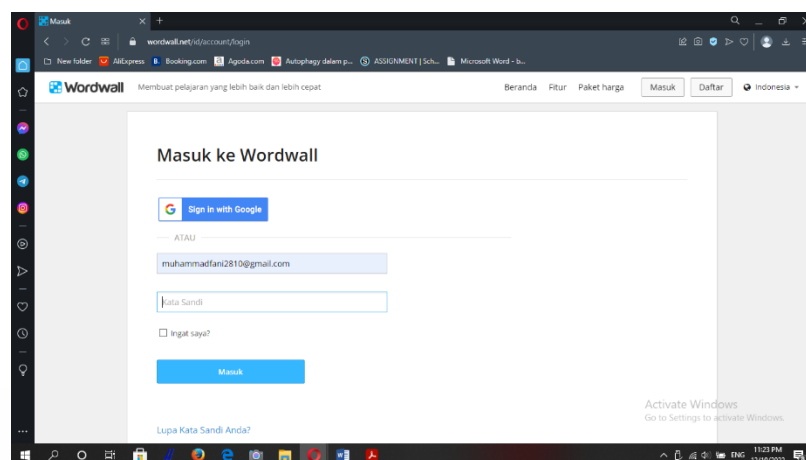 Masuk
wordwall.net/id/account/login
New folder AliExpress Booking.com Agoda.com Autophagy dalam p... ASSIGNMENT | Sch... Microsoft Word - b...
Wordwall Membuat pelajaran yang lebih baik dan lebih cepat Beranda Fitur Paket harga Masuk Daftar Indonesia
Masuk ke Wordwall
Sign in with Google
ATAU
muhammadfani2810@gmail.com
Kata Sandi
Ingat saya?
Masuk
Lupa Kata Sandi Anda?
Activate Windows
Go to Settings to activate Windows.
ENG 11:23 PM